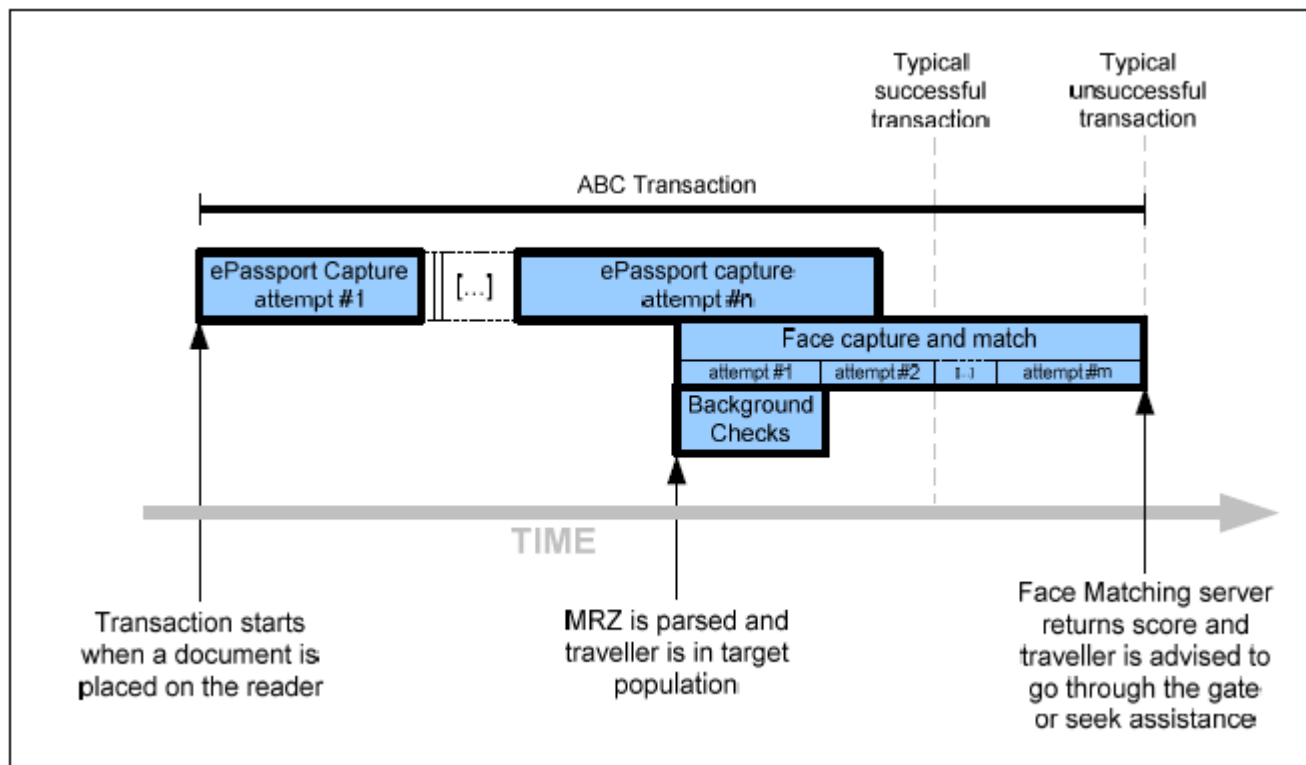 Typical
successful
transaction
Typical
unsuccessful
transaction
ABC Transaction
ePassport Capture
attempt #1
[...]
ePassport capture
attempt #n
Face capture and match
attempt #1
attempt #2
[...]
attempt #m
Background
Checks
TIME
Transaction starts
when a document is
placed on the reader
MRZ is parsed and
traveller is in target
population
Face Matching server
returns score and
traveller is advised to
go through the gate
or seek assistance